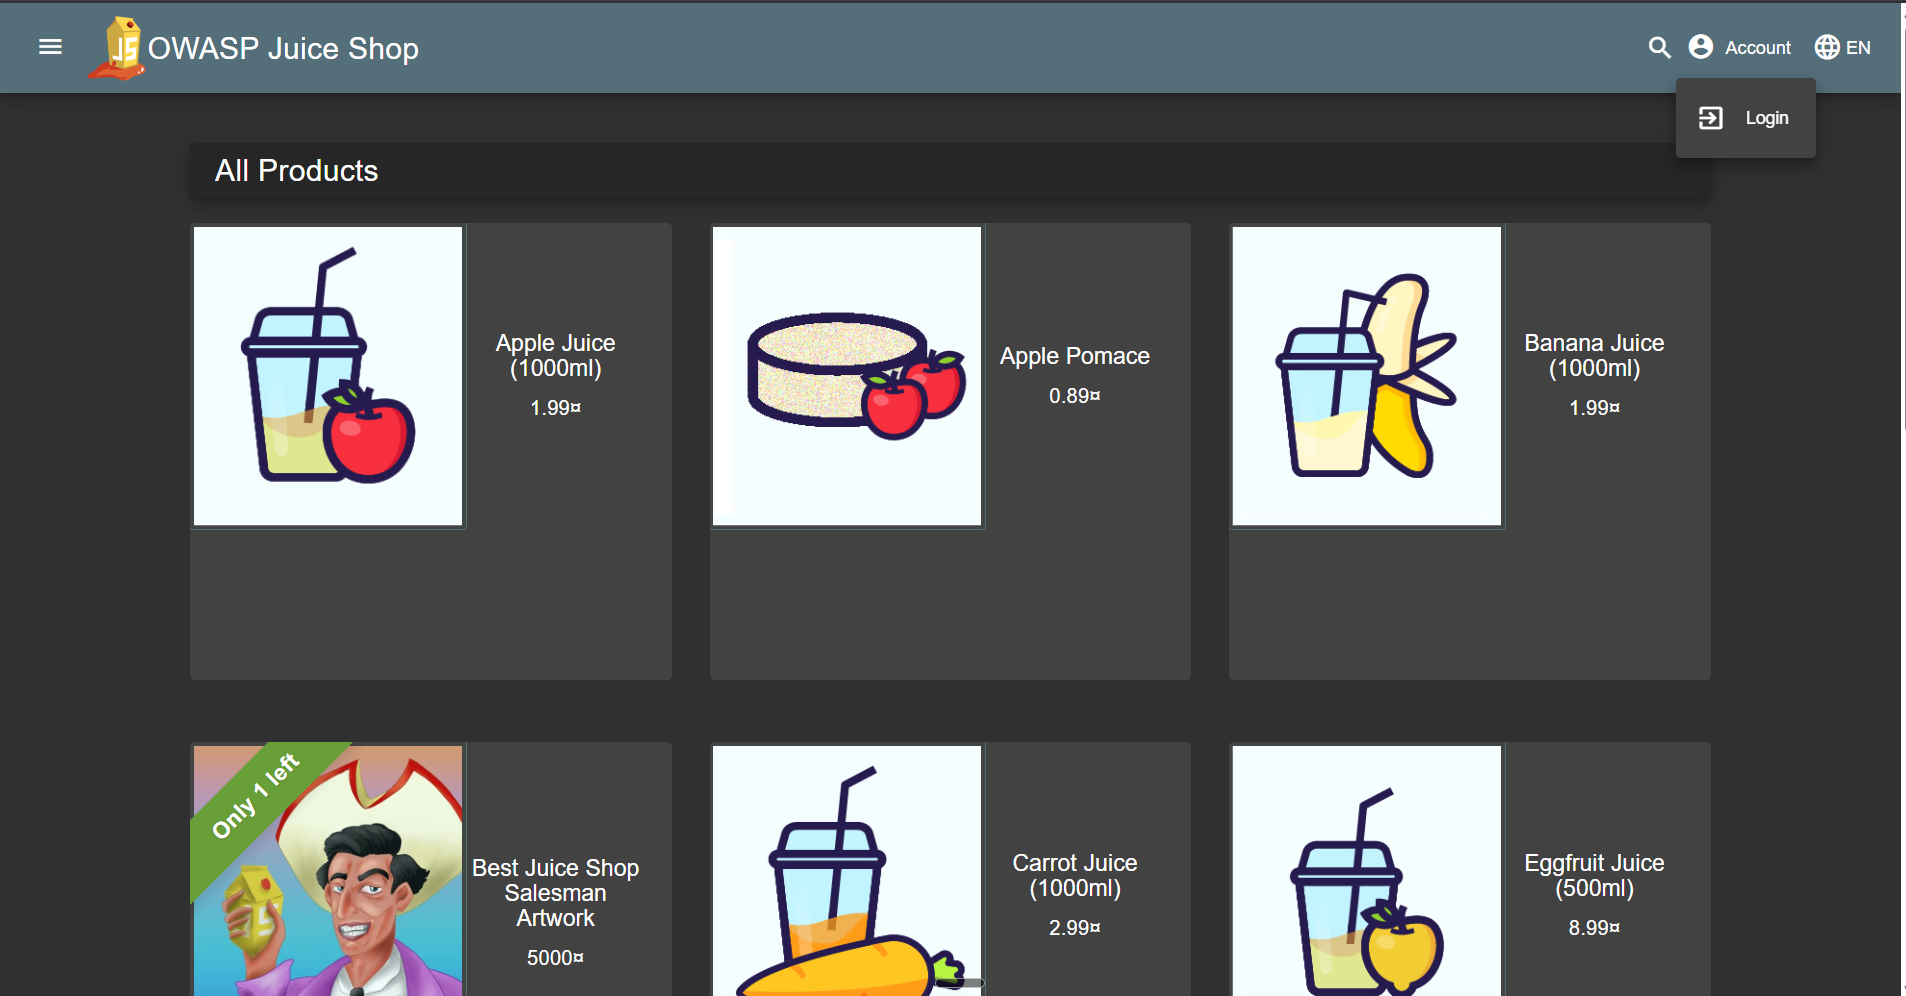 OWASP Juice Shop
Account
EN
Login
All Products
Apple Juice
(1000ml)
1.99¤
Apple Pomace
0.89¤
Banana Juice
(1000ml)
1.99¤
Only 1 left
Best Juice Shop
Salesman
Artwork
5000¤
Carrot Juice
(1000ml)
2.99¤
Eggfruit Juice
(500ml)
8.99¤